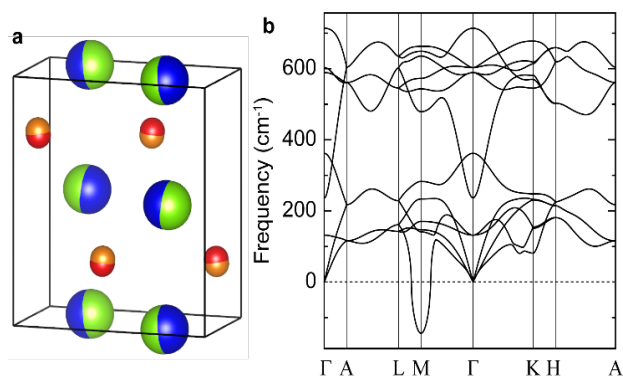 a
b
Frequency (cm⁻¹)
600
400
200
0
Γ A L M Γ K H A